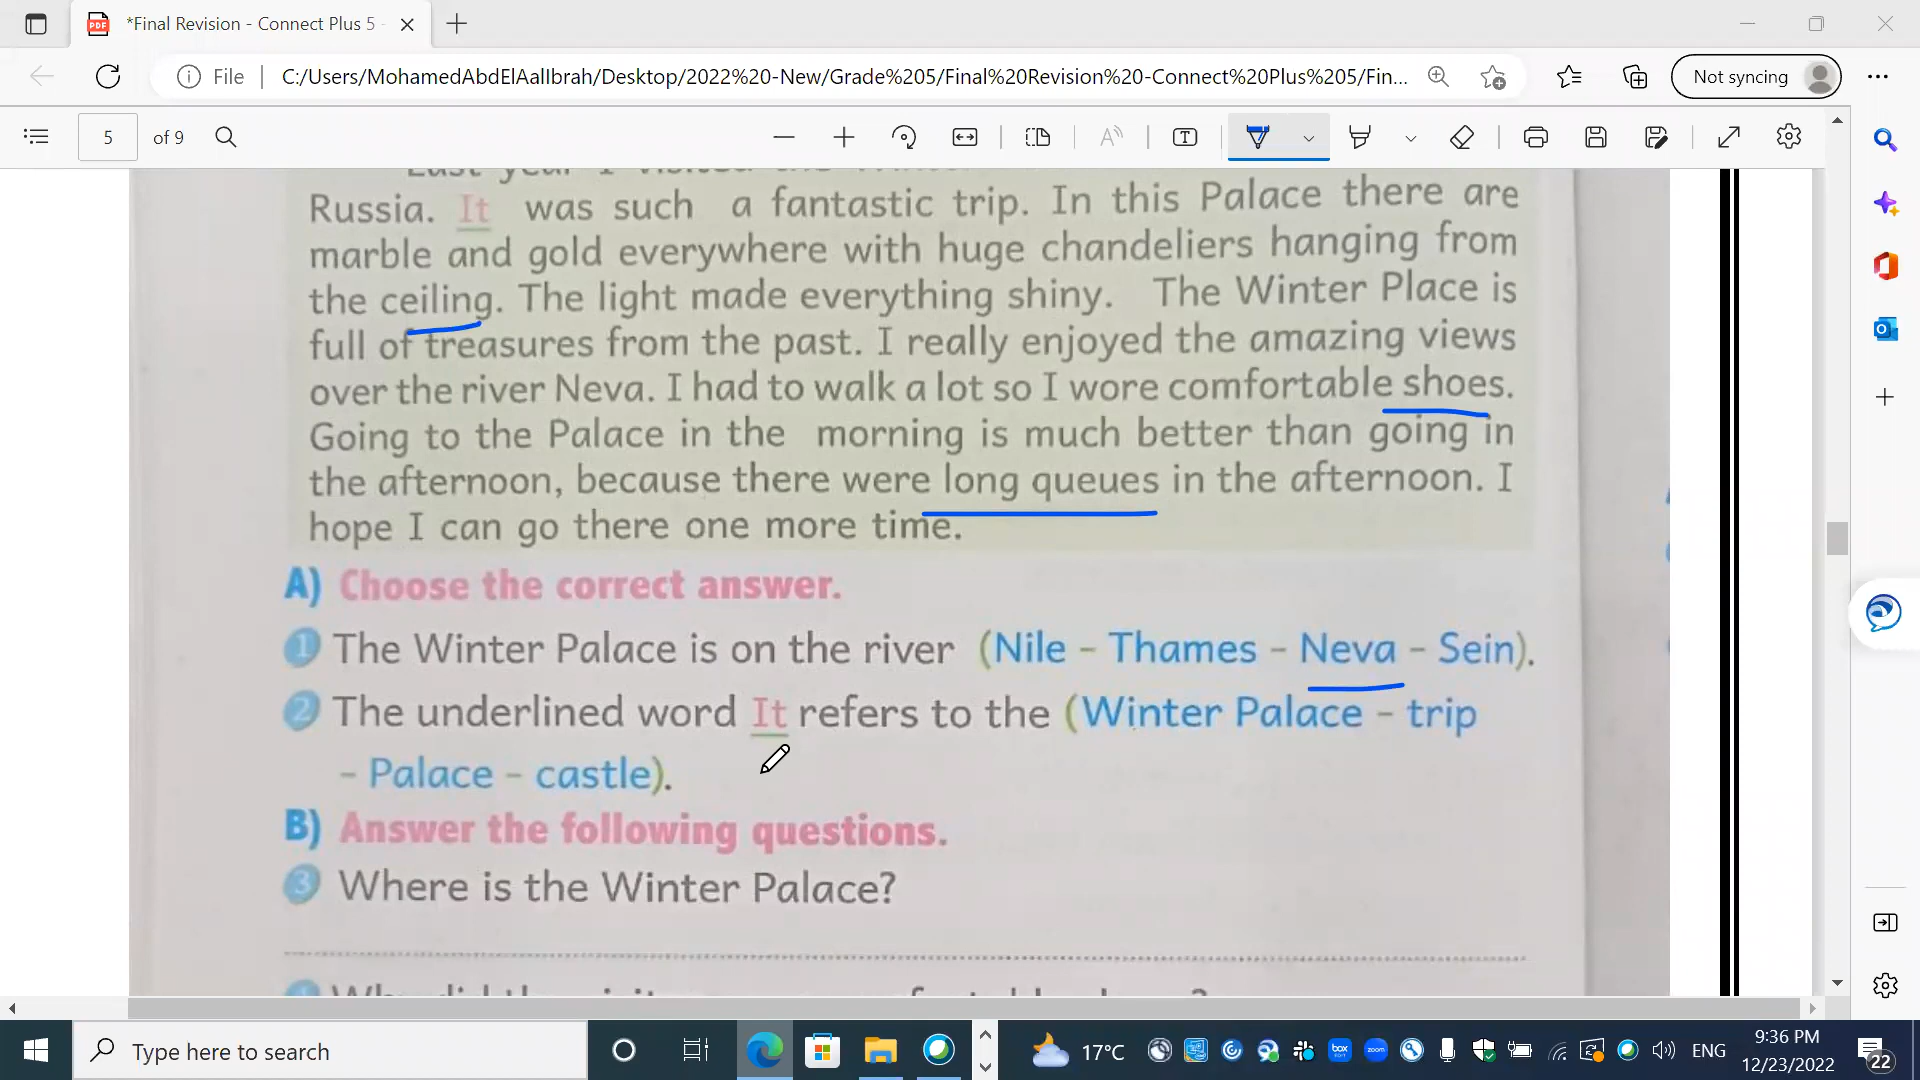 *Final Revision - Connect Plus 5 -
File
C:/Users/MohamedAbdElAalIbrah/Desktop/2022%20-New/Grade%205/Final%20Revision%20-Connect%20Plus%205/Fin...
Not syncing
5 of 9
Last year I visited the
Russia. It was such a fantastic trip. In this Palace there are
marble and gold everywhere with huge chandeliers hanging from
the ceiling. The light made everything shiny. The Winter Place is
full of treasures from the past. I really enjoyed the amazing views
over the river Neva. I had to walk a lot so I wore comfortable shoes.
Going to the Palace in the morning is much better than going in
the afternoon, because there were long queues in the afternoon. I
hope I can go there one more time.
A) Choose the correct answer.
1 The Winter Palace is on the river (Nile - Thames - Neva - Sein).
2 The underlined word It refers to the (Winter Palace - trip
- Palace - castle).
B) Answer the following questions.
3 Where is the Winter Palace?
Type here to search
17°C
box
zoom
ENG
9:36 PM
12/23/2022
22